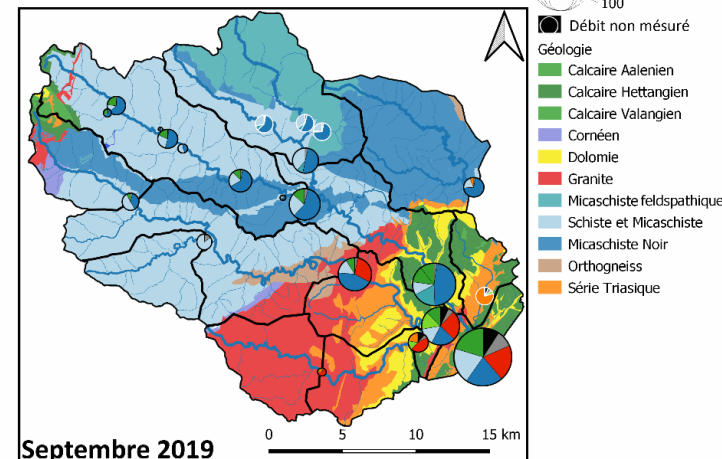 100
Débit non mésuré
Géologie
Calcaire Aalenien
Calcaire Hettangien
Calcaire Valangien
Cornéen
Dolomie
Granite
Micaschiste feldspathique
Schiste et Micaschiste
Micaschiste Noir
Orthogneiss
Série Triasique
Septembre 2019
0 5 10 15 km